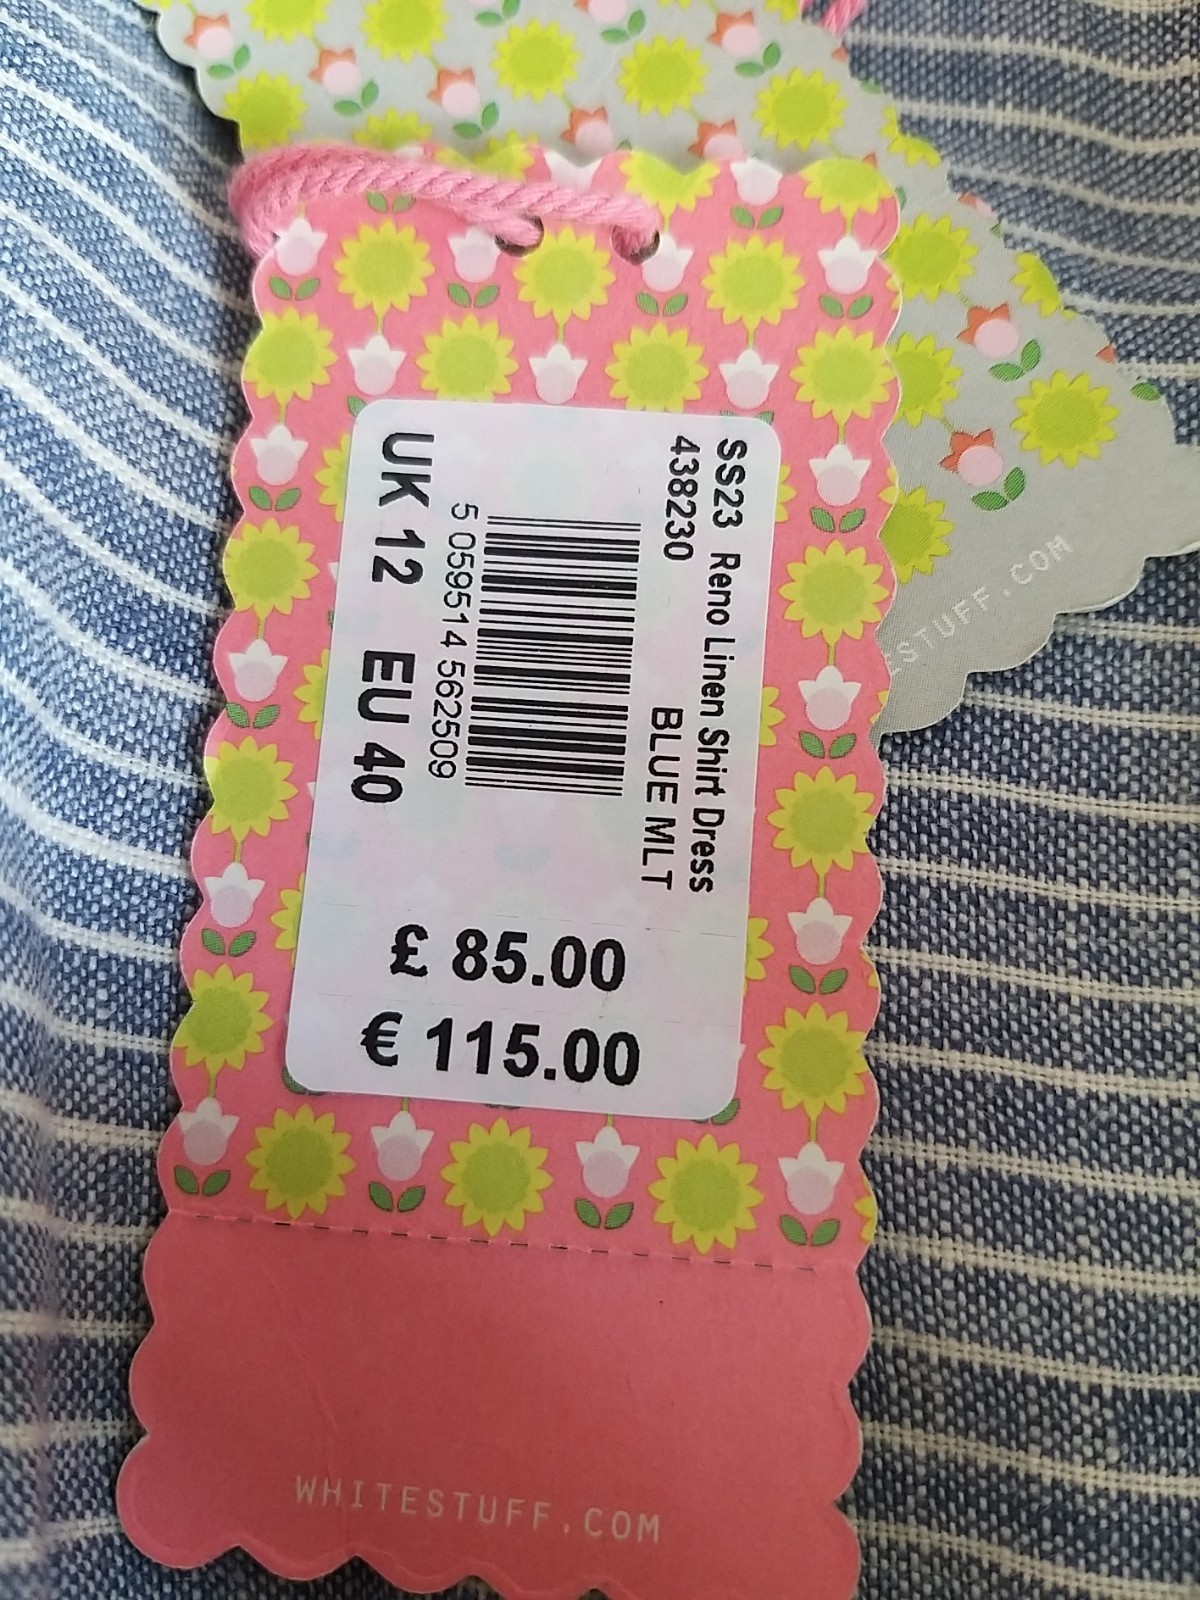 SS23 Reno Linen Shirt Dress
438230 BLUE MLT
5 059514 562509
UK 12 EU 40
£ 85.00
€ 115.00
WHITESTUFF.COM
ESTUFF.COM